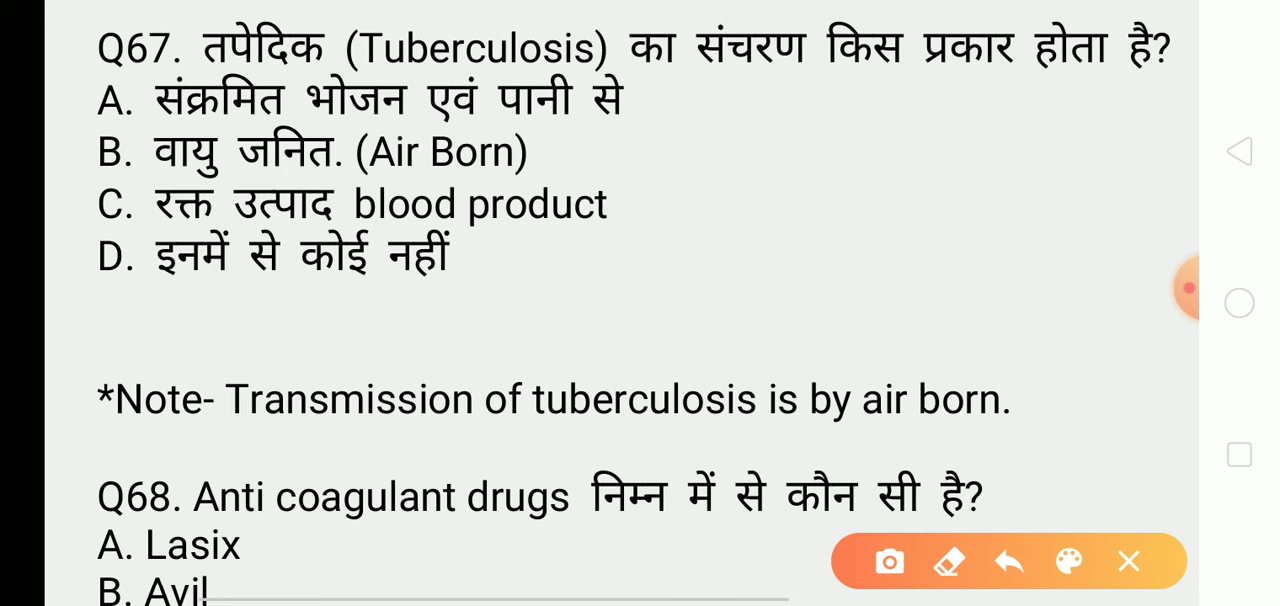 Q67. तपेदिक (Tuberculosis) का संचरण किस प्रकार होता है?
A. संक्रमित भोजन एवं पानी से
B. वायु जनित. (Air Born)
C. रक्त उत्पाद blood product
D. इनमें से कोई नहीं
*Note- Transmission of tuberculosis is by air born.
Q68. Anti coagulant drugs निम्न में से कौन सी है?
A. Lasix
B. Avil